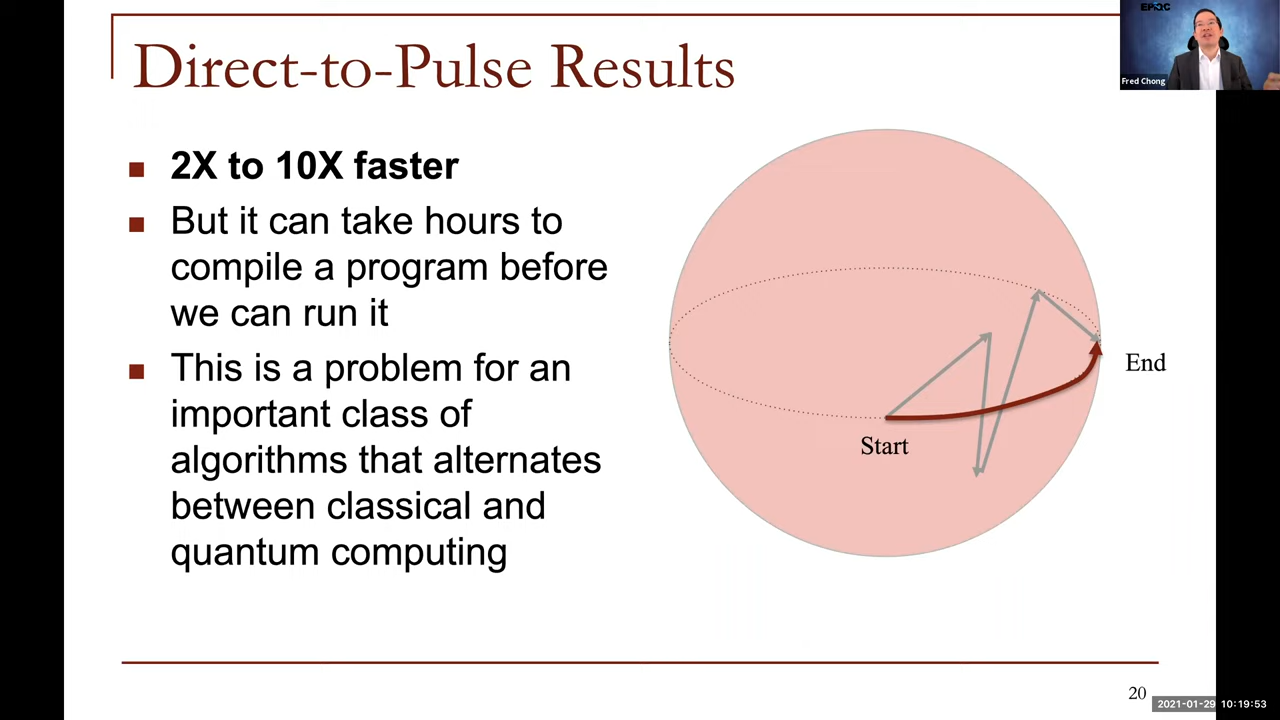 Direct-to-Pulse Results
EPiQC
Fred Chong
2X to 10X faster
But it can take hours to
compile a program before
we can run it
This is a problem for an
important class of
algorithms that alternates
between classical and
quantum computing
Start
End
20
2021-01-29 10:19:53